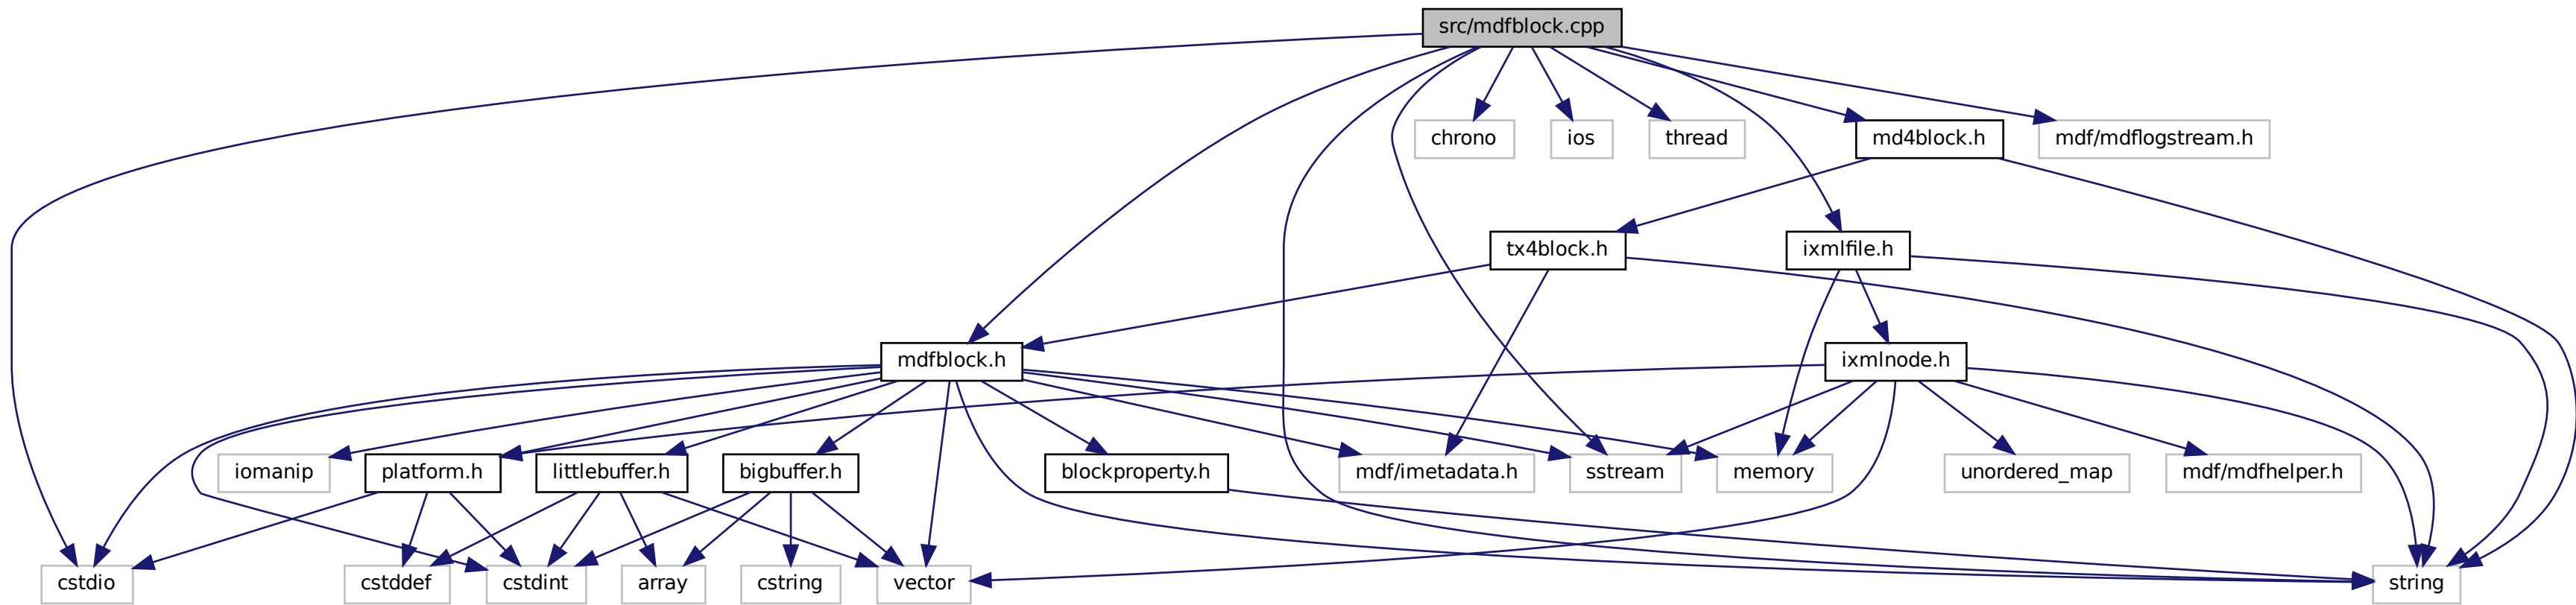 src/mdfblock.cpp
chrono
ios
thread
md4block.h
mdf/mdflogstream.h
tx4block.h
ixmlfile.h
mdfblock.h
ixmlnode.h
iomanip
platform.h
littlebuffer.h
bigbuffer.h
blockproperty.h
mdf/imetadata.h
sstream
memory
unordered_map
mdf/mdfhelper.h
cstdio
cstddef
cstdint
array
cstring
vector
string